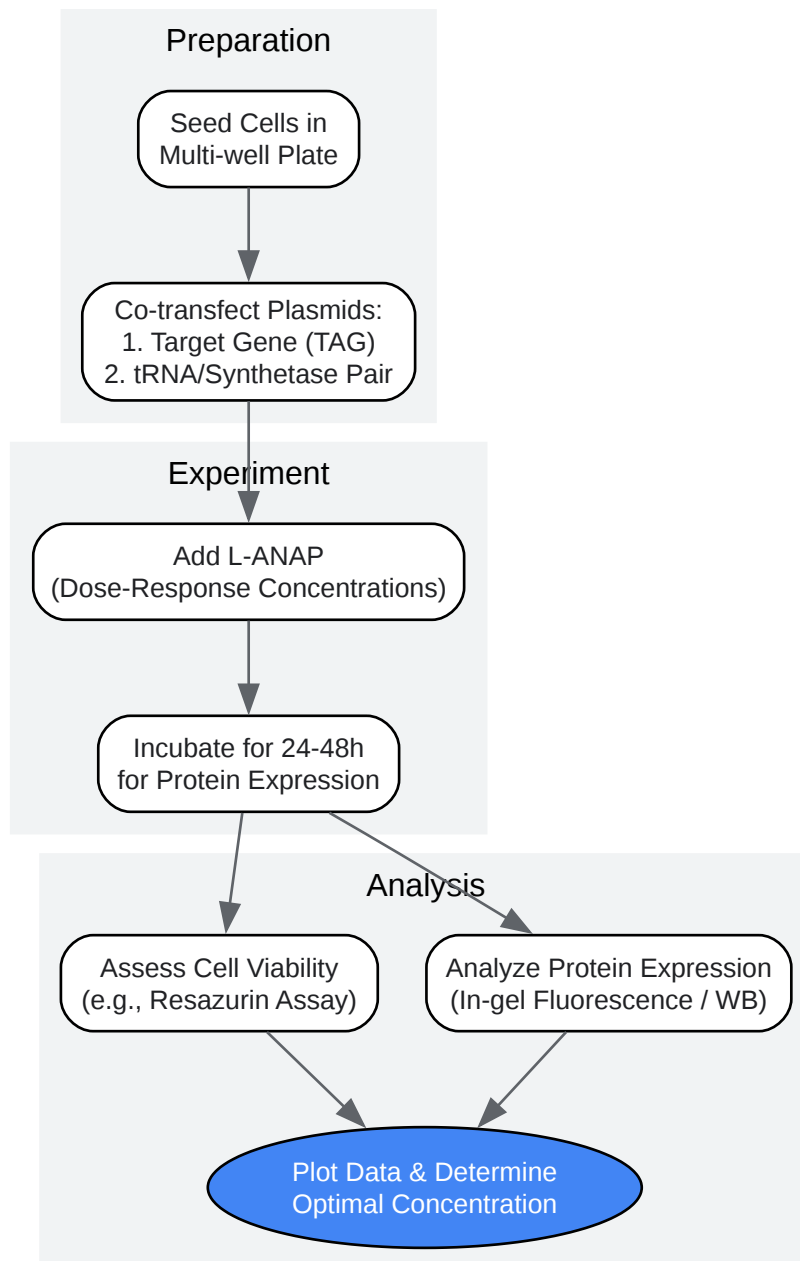 Preparation
Seed Cells in
Multi-well Plate
Co-transfect Plasmids:
1. Target Gene (TAG)
2. tRNA/Synthetase Pair
Experiment
Add L-ANAP
(Dose-Response Concentrations)
Incubate for 24-48h
for Protein Expression
Analysis
Assess Cell Viability
(e.g., Resazurin Assay)
Analyze Protein Expression
(In-gel Fluorescence / WB)
Plot Data & Determine
Optimal Concentration